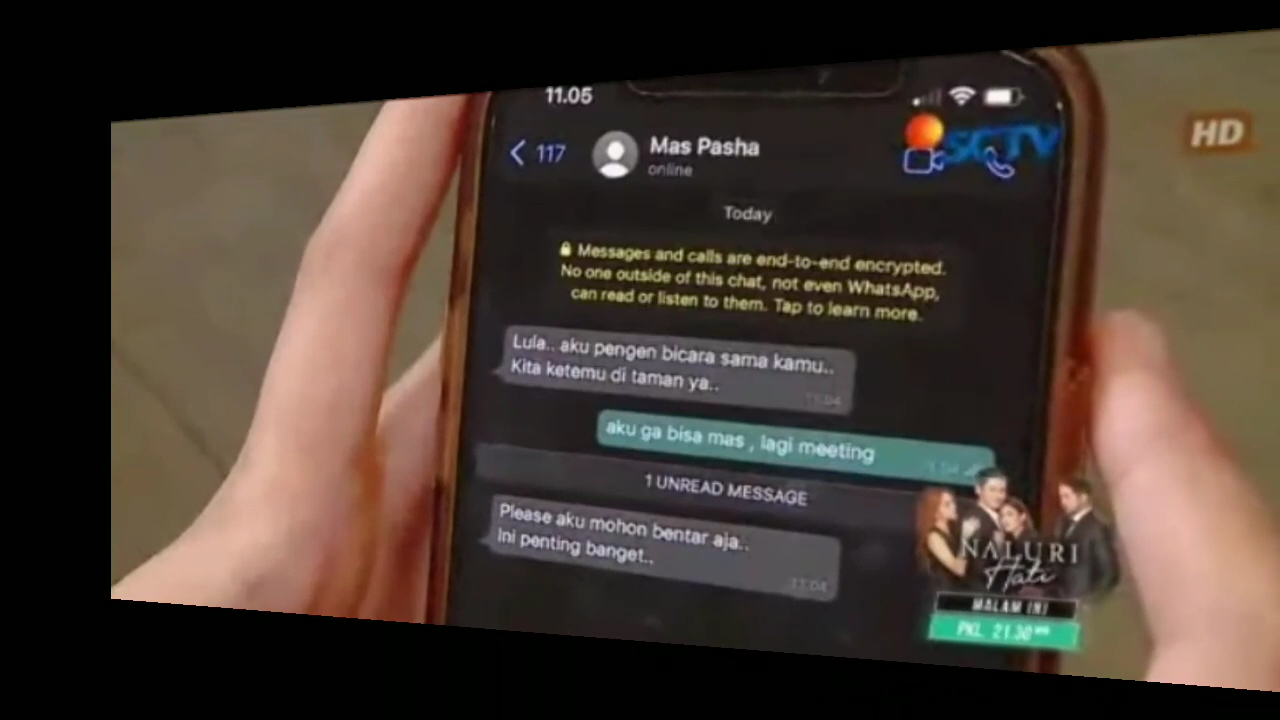 11.05
HD
SCTV
117
Mas Pasha
online
Today
Messages and calls are end-to-end encrypted.
No one outside of this chat, not even WhatsApp,
can read or listen to them. Tap to learn more.
Lula.. aku pengen bicara sama kamu..
Kita ketemu di taman ya..
11:04
aku ga bisa mas , lagi meeting
11:04
1 UNREAD MESSAGE
Please aku mohon bentar aja..
Ini penting banget..
11:04
NALURI
Hati
MALAM INI
PKL 21.30